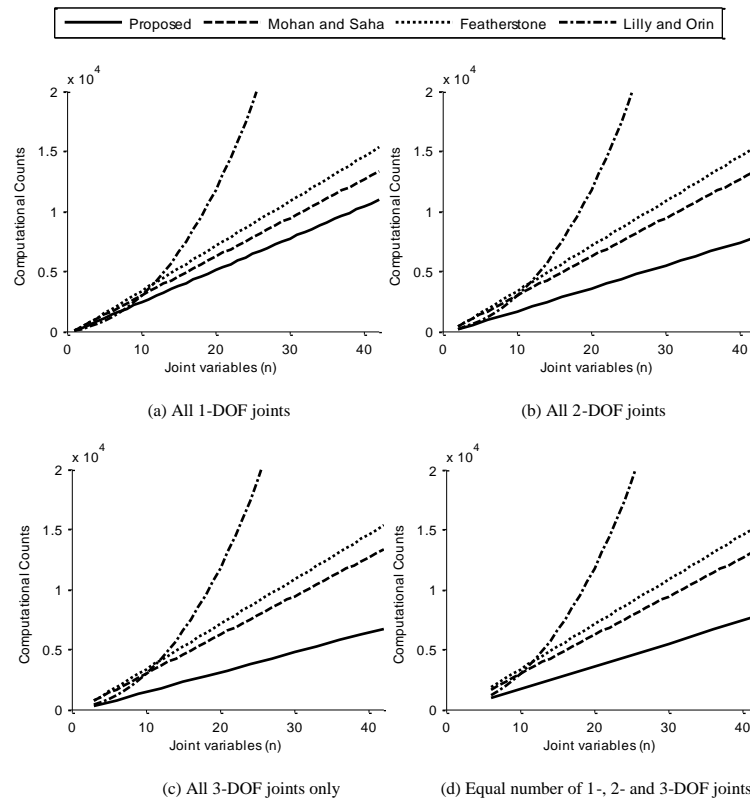 Proposed Mohan and Saha Featherstone Lilly and Orin
x 10^4
2
1.5
1
0.5
0
0 10 20 30 40
Computational Counts
Joint variables (n)
(a) All 1-DOF joints
x 10^4
2
1.5
1
0.5
0
0 10 20 30 40
Computational Counts
Joint variables (n)
(b) All 2-DOF joints
x 10^4
2
1.5
1
0.5
0
0 10 20 30 40
Computational Counts
Joint variables (n)
(c) All 3-DOF joints only
x 10^4
2
1.5
1
0.5
0
0 10 20 30 40
Computational Counts
Joint variables (n)
(d) Equal number of 1-, 2- and 3-DOF joints